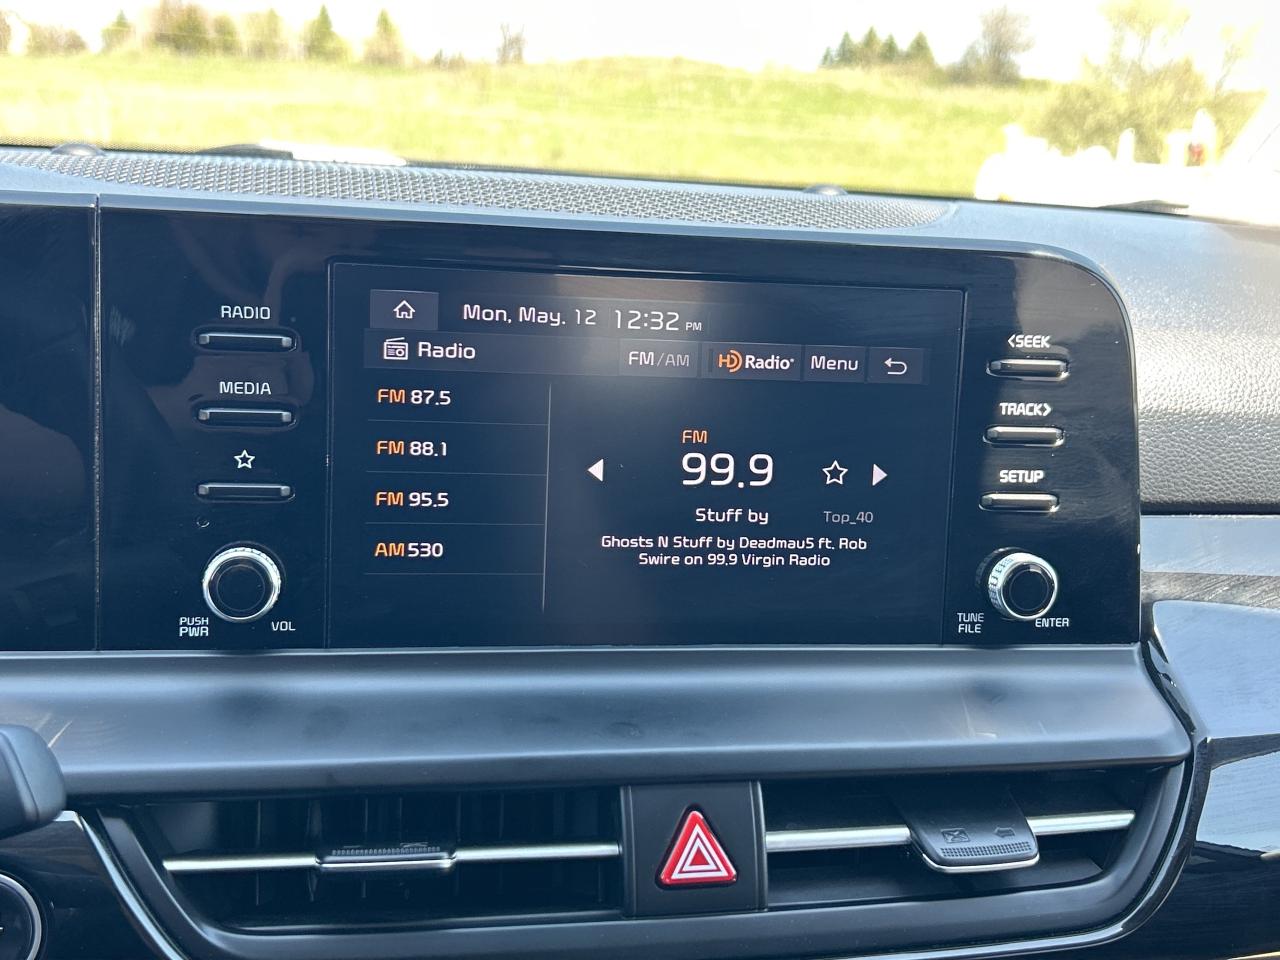 RADIO
MEDIA
PUSH
PWR
VOL
Mon, May. 12 12:32 PM
Radio
FM/AM
HD Radio
Menu
FM 87.5
FM 88.1
FM 95.5
AM 530
FM
99.9
Stuff by
Top_40
Ghosts N Stuff by Deadmau5 ft. Rob
Swire on 99.9 Virgin Radio
<SEEK
TRACK>
SETUP
TUNE
FILE
ENTER